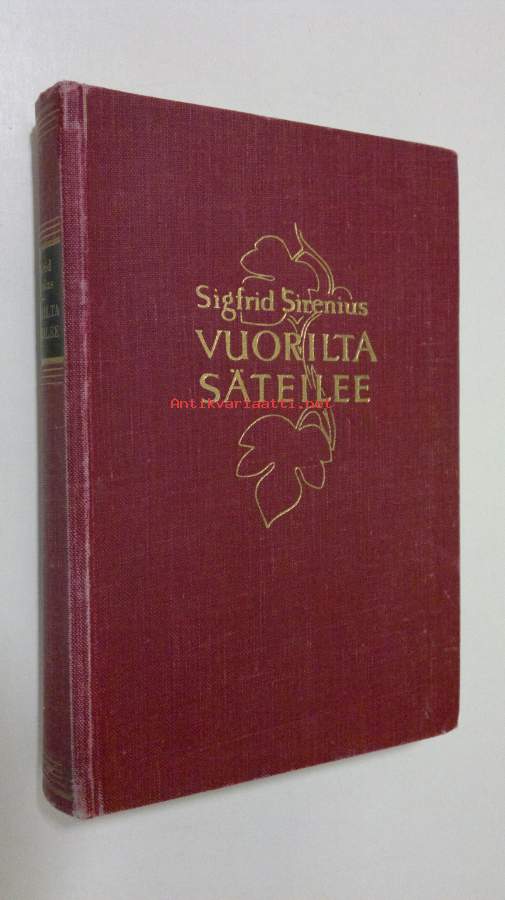 Sigfrid Sirenius
VUORILTA
SÄTEILEE
Antikvariaatti.net